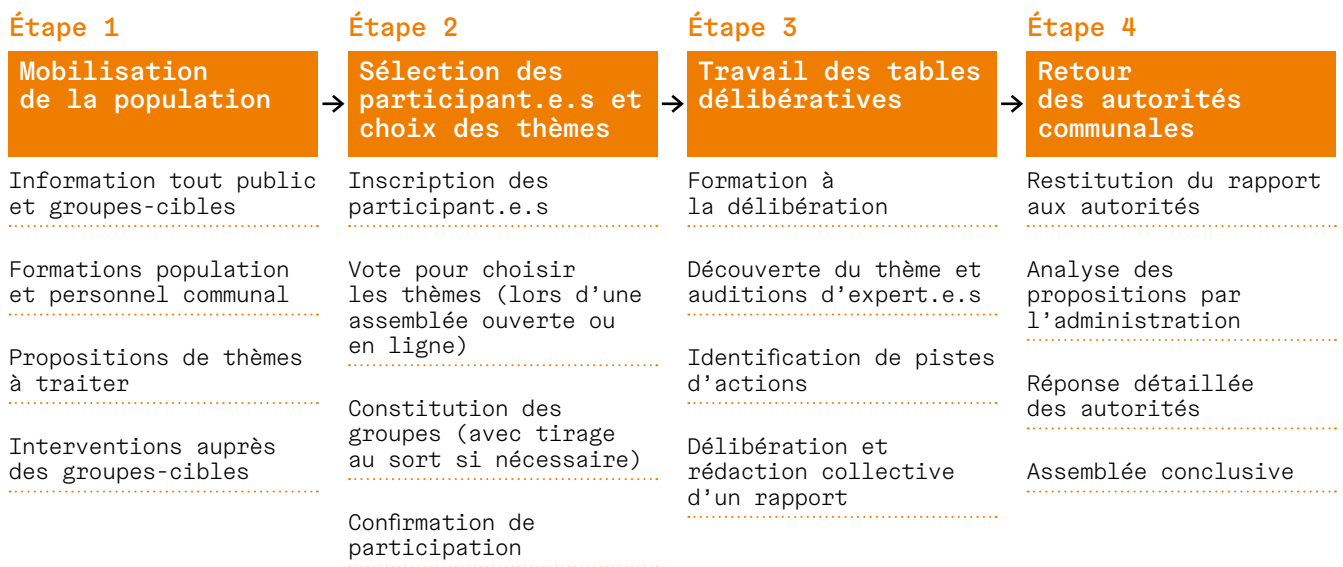 Étape 1
Mobilisation
de la population
Information tout public
et groupes-cibles
Formations population
et personnel communal
Propositions de thèmes
à traiter
Interventions auprès
des groupes-cibles
Étape 2
Sélection des
participant.e.s et
choix des thèmes
Inscription des
participant.e.s
Vote pour choisir
les thèmes (lors d'une
assemblée ouverte ou
en ligne)
Constitution des
groupes (avec tirage
au sort si nécessaire)
Confirmation de
participation
Étape 3
Travail des tables
délibératives
Formation à
la délibération
Découverte du thème et
auditions d'expert.e.s
Identification de pistes
d'actions
Délibération et
rédaction collective
d'un rapport
Étape 4
Retour
des autorités
communales
Restitution du rapport
aux autorités
Analyse des
propositions par
l'administration
Réponse détaillée
des autorités
Assemblée conclusive